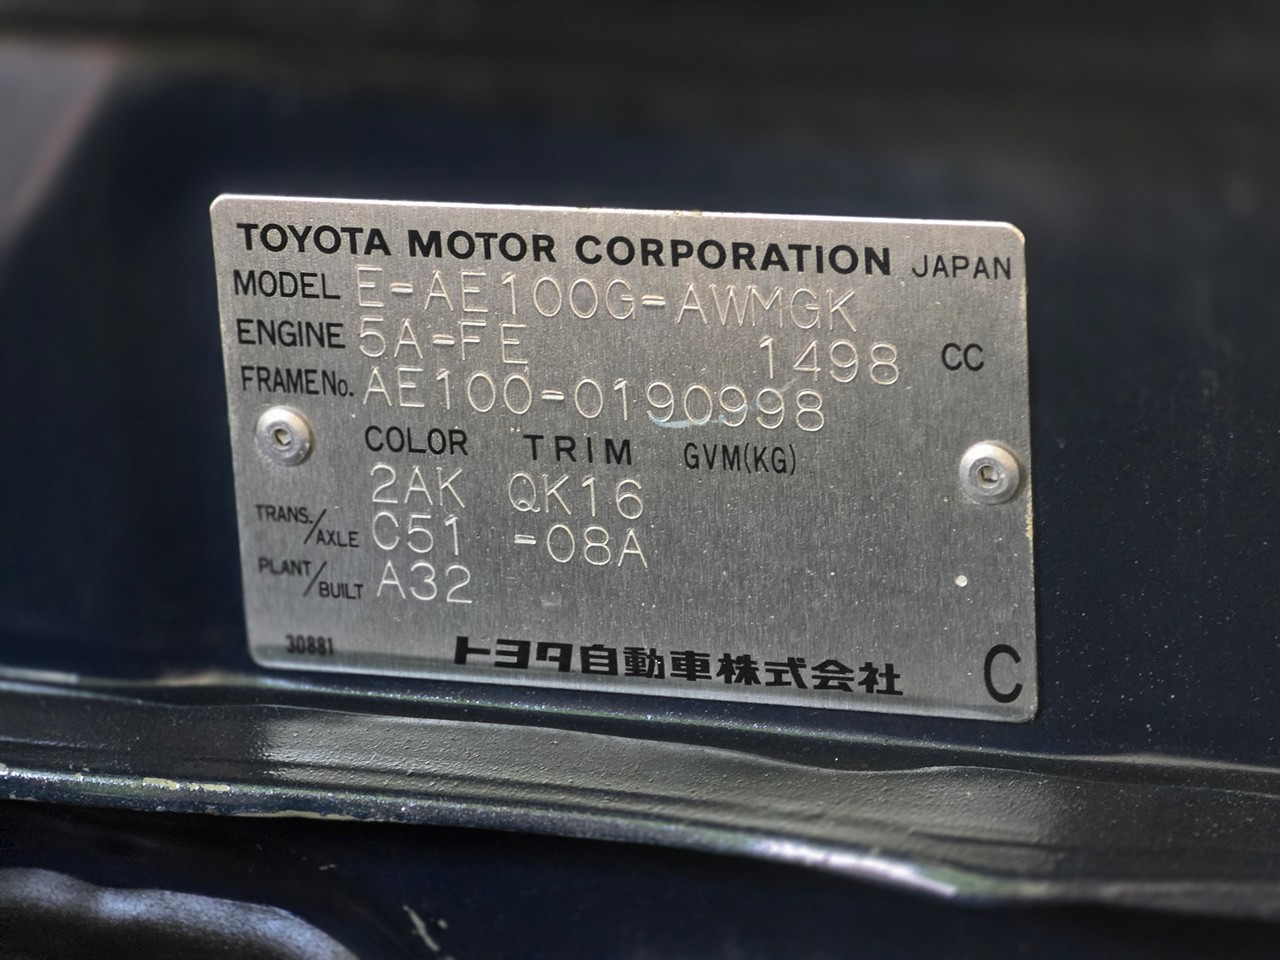 TOYOTA MOTOR CORPORATION JAPAN
MODEL E-AE100G-AWMGK
ENGINE 5A-FE 1498 CC
FRAME No. AE100-0190998
COLOR TRIM GVM(KG)
2AK QK16
TRANS./AXLE C51 -08A
PLANT/BUILT A32
30881 トヨタ自動車株式会社 C